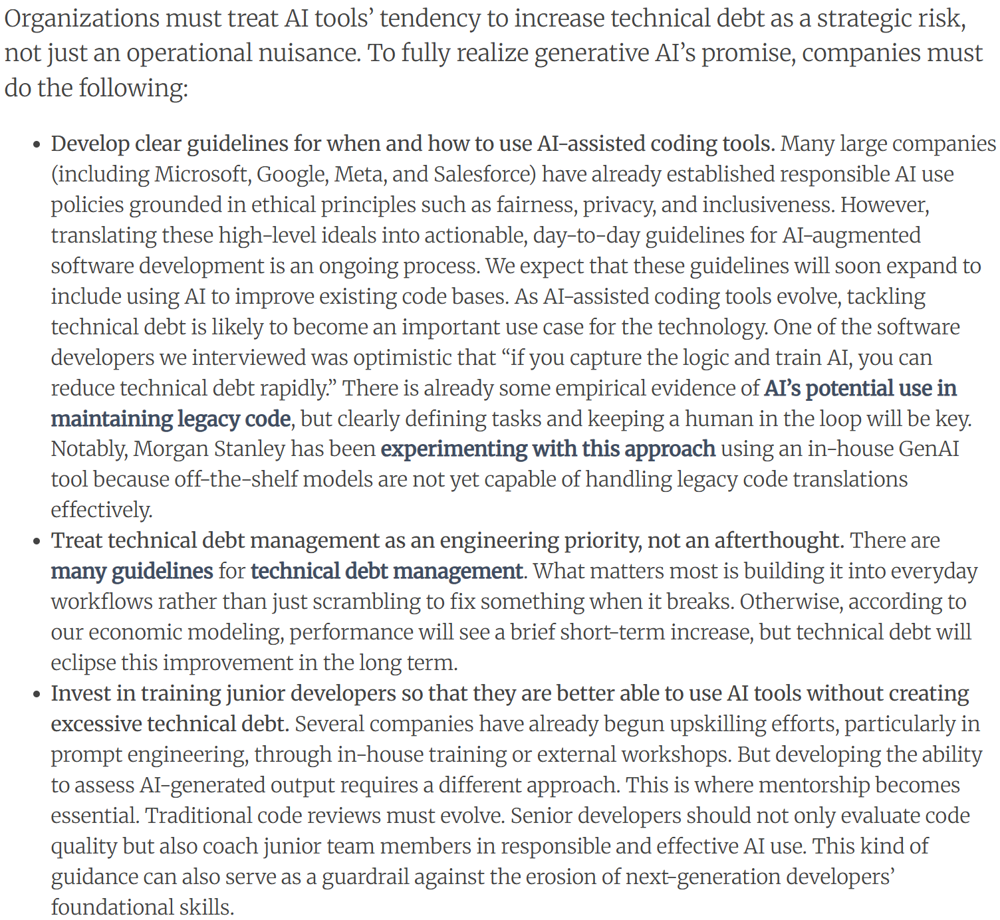 Organizations must treat AI tools’ tendency to increase technical debt as a strategic risk,
not just an operational nuisance. To fully realize generative AI’s promise, companies must
do the following:
• Develop clear guidelines for when and how to use AI-assisted coding tools. Many large companies
(including Microsoft, Google, Meta, and Salesforce) have already established responsible AI use
policies grounded in ethical principles such as fairness, privacy, and inclusiveness. However,
translating these high-level ideals into actionable, day-to-day guidelines for AI-augmented
software development is an ongoing process. We expect that these guidelines will soon expand to
include using AI to improve existing code bases. As AI-assisted coding tools evolve, tackling
technical debt is likely to become an important use case for the technology. One of the software
developers we interviewed was optimistic that “if you capture the logic and train AI, you can
reduce technical debt rapidly.” There is already some empirical evidence of AI’s potential use in
maintaining legacy code, but clearly defining tasks and keeping a human in the loop will be key.
Notably, Morgan Stanley has been experimenting with this approach using an in-house GenAI
tool because off-the-shelf models are not yet capable of handling legacy code translations
effectively.
• Treat technical debt management as an engineering priority, not an afterthought. There are
many guidelines for technical debt management. What matters most is building it into everyday
workflows rather than just scrambling to fix something when it breaks. Otherwise, according to
our economic modeling, performance will see a brief short-term increase, but technical debt will
eclipse this improvement in the long term.
• Invest in training junior developers so that they are better able to use AI tools without creating
excessive technical debt. Several companies have already begun upskilling efforts, particularly in
prompt engineering, through in-house training or external workshops. But developing the ability
to assess AI-generated output requires a different approach. This is where mentorship becomes
essential. Traditional code reviews must evolve. Senior developers should not only evaluate code
quality but also coach junior team members in responsible and effective AI use. This kind of
guidance can also serve as a guardrail against the erosion of next-generation developers’
foundational skills.